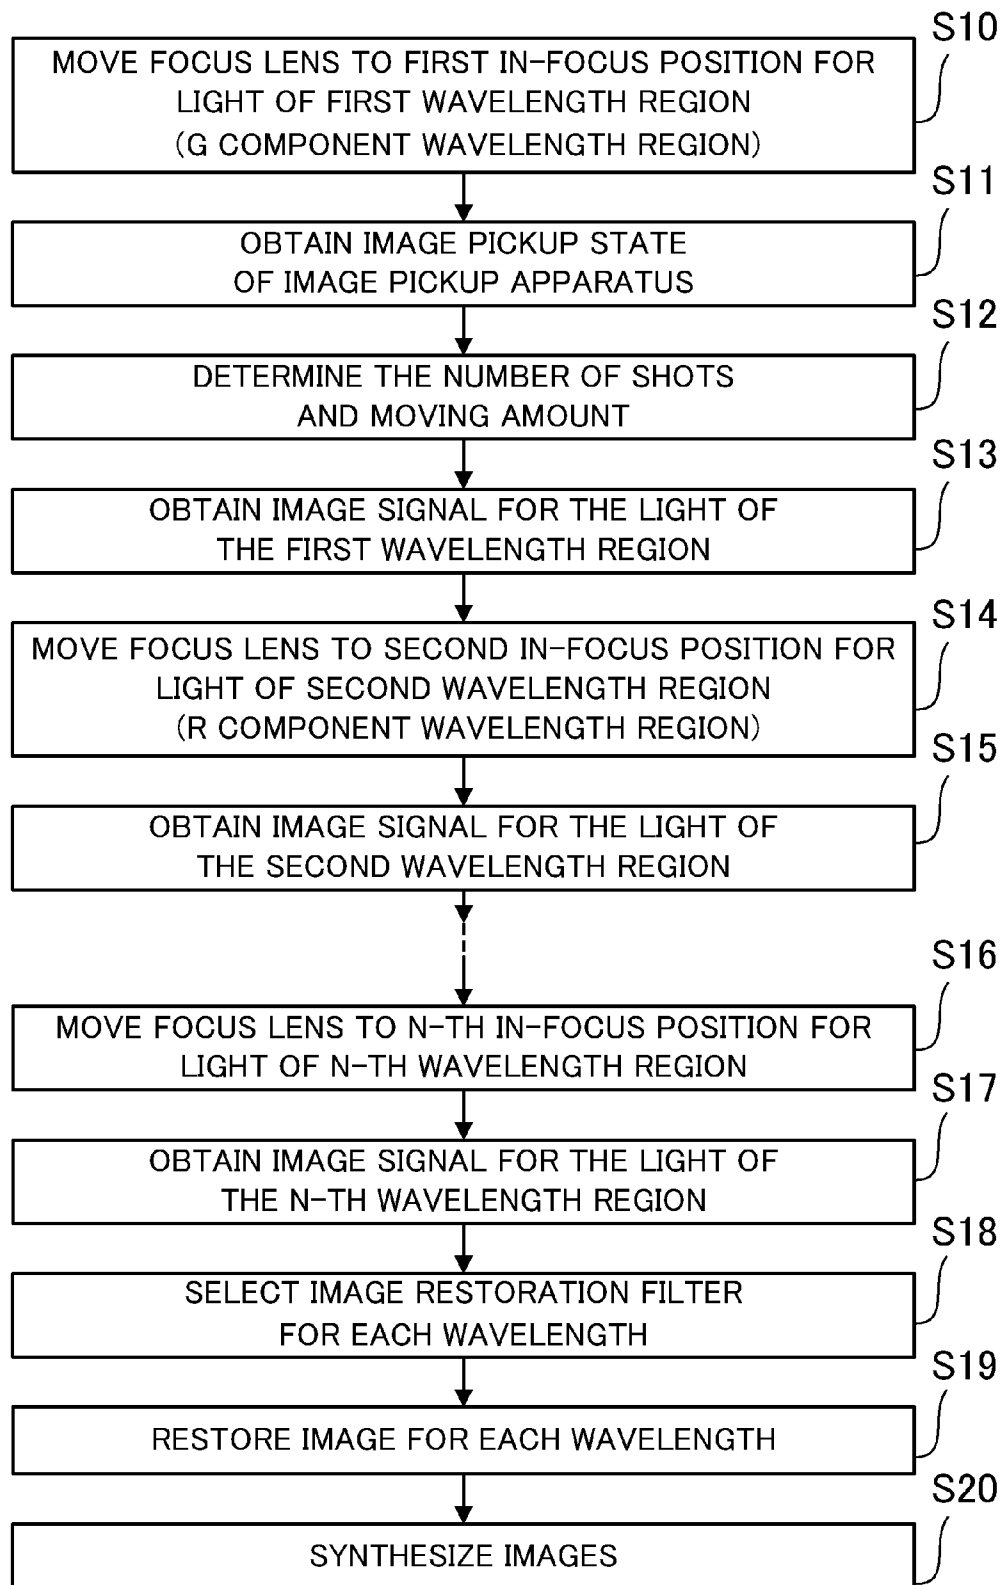 S10
MOVE FOCUS LENS TO FIRST IN-FOCUS POSITION FOR
LIGHT OF FIRST WAVELENGTH REGION
(G COMPONENT WAVELENGTH REGION)
S11
OBTAIN IMAGE PICKUP STATE
OF IMAGE PICKUP APPARATUS
S12
DETERMINE THE NUMBER OF SHOTS
AND MOVING AMOUNT
S13
OBTAIN IMAGE SIGNAL FOR THE LIGHT OF
THE FIRST WAVELENGTH REGION
S14
MOVE FOCUS LENS TO SECOND IN-FOCUS POSITION FOR
LIGHT OF SECOND WAVELENGTH REGION
(R COMPONENT WAVELENGTH REGION)
S15
OBTAIN IMAGE SIGNAL FOR THE LIGHT OF
THE SECOND WAVELENGTH REGION
S16
MOVE FOCUS LENS TO N-TH IN-FOCUS POSITION FOR
LIGHT OF N-TH WAVELENGTH REGION
S17
OBTAIN IMAGE SIGNAL FOR THE LIGHT OF
THE N-TH WAVELENGTH REGION
S18
SELECT IMAGE RESTORATION FILTER
FOR EACH WAVELENGTH
S19
RESTORE IMAGE FOR EACH WAVELENGTH
S20
SYNTHESIZE IMAGES